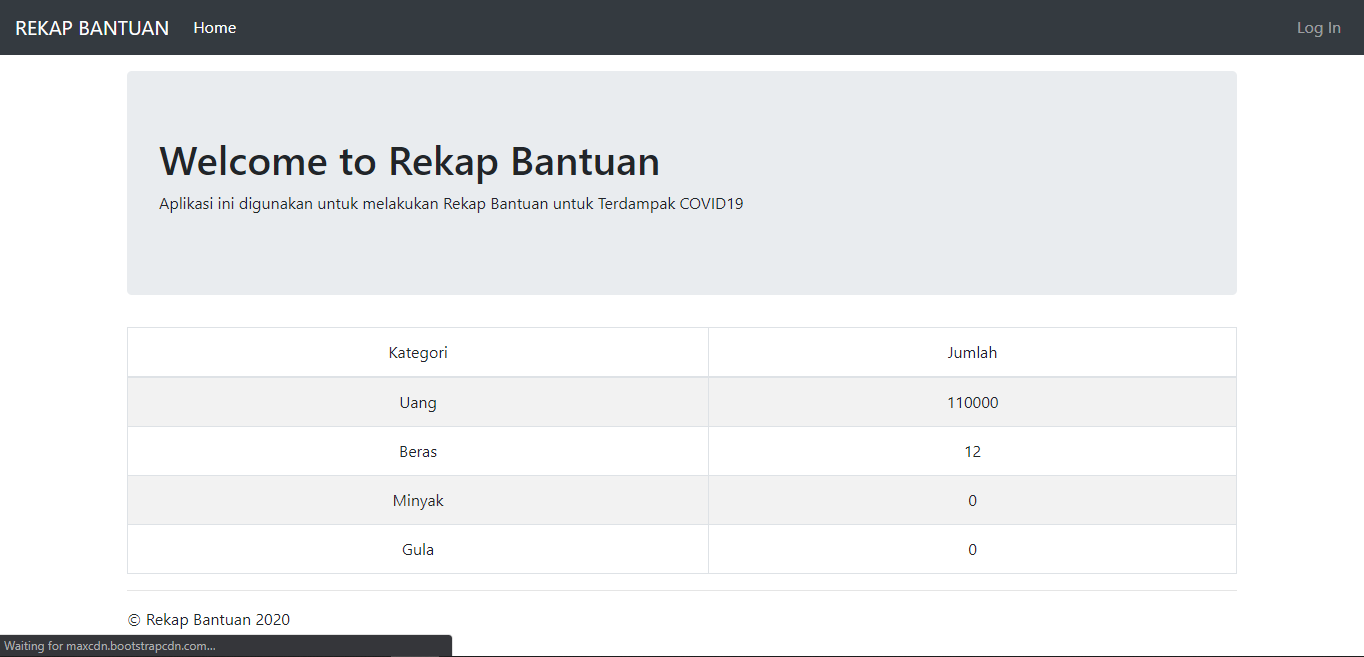 REKAP BANTUAN Home Log In
Welcome to Rekap Bantuan
Aplikasi ini digunakan untuk melakukan Rekap Bantuan untuk Terdampak COVID19
Kategori Jumlah
Uang 110000
Beras 12
Minyak 0
Gula 0
© Rekap Bantuan 2020
Waiting for maxcdn.bootstrapcdn.com...